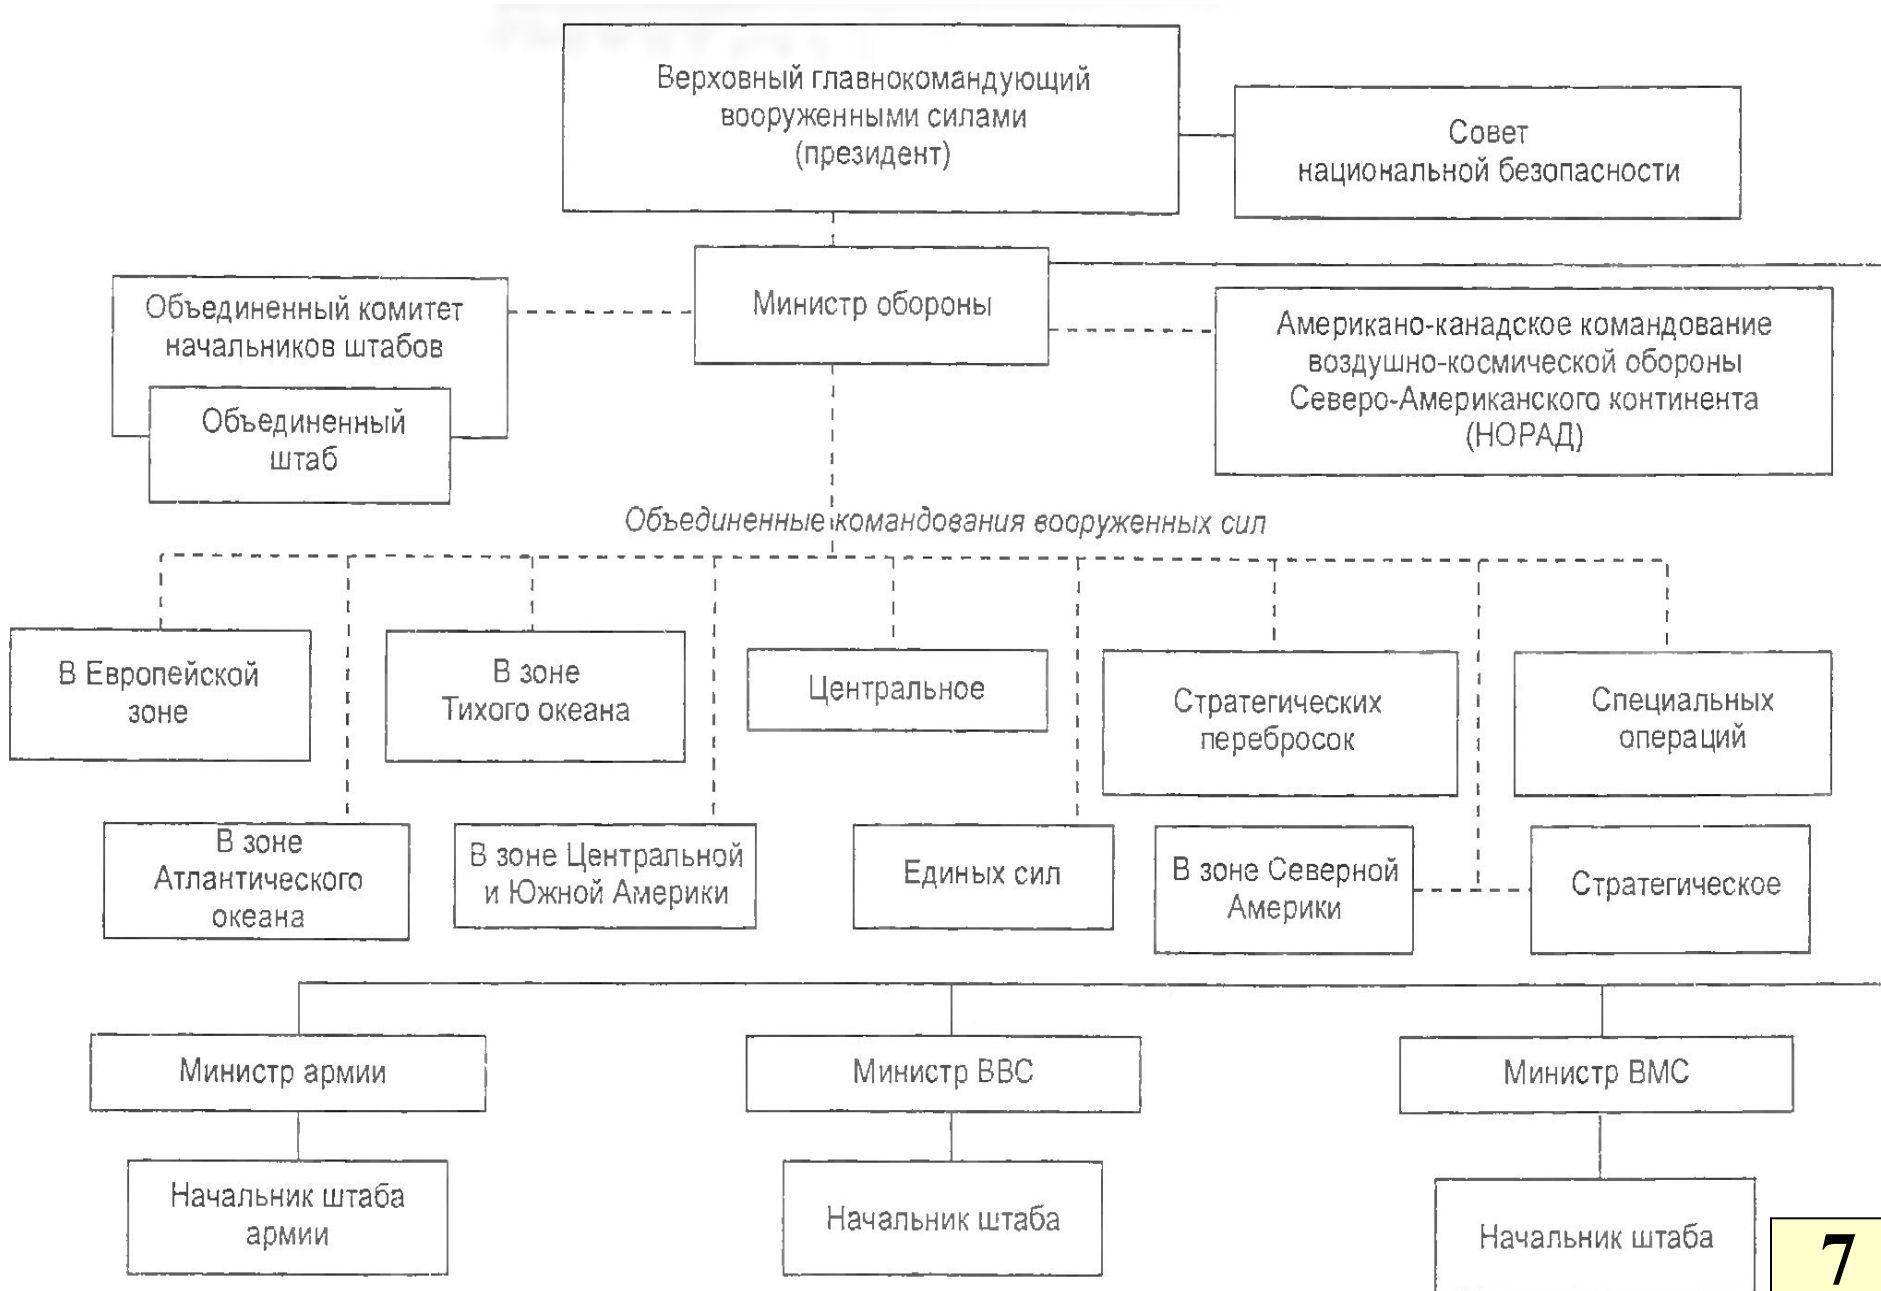 Верховный главнокомандующий
вооруженными силами
(президент)
Совет
национальной безопасности
Министр обороны
Объединенный комитет
начальников штабов
Объединенный
штаб
Американо-канадское командование
воздушно-космической обороны
Северо-Американского континента
(НОРАД)
Объединенные командования вооруженных сил
В Европейской
зоне
В зоне
Тихого океана
Центральное
Стратегических
перебросок
Специальных
операций
В зоне
Атлантического
океана
В зоне Центральной
и Южной Америки
Единых сил
В зоне Северной
Америки
Стратегическое
Министр армии
Министр ВВС
Министр ВМС
Начальник штаба
армии
Начальник штаба
Начальник штаба
7